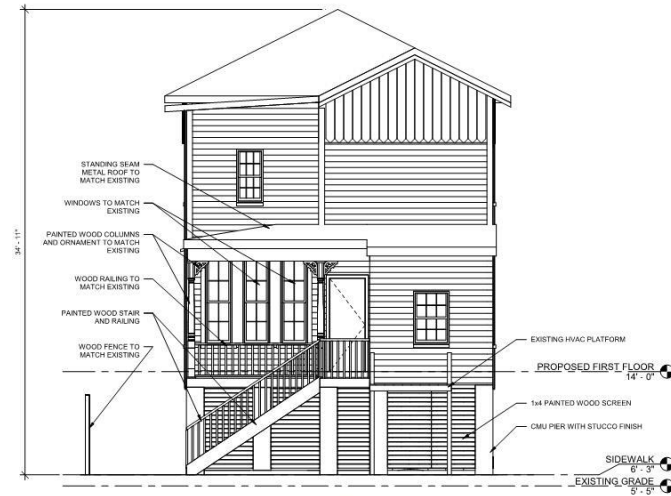 STANDING SEAM
METAL ROOF TO
MATCH EXISTING
WINDOWS TO MATCH
EXISTING
34' - 11"
PAINTED WOOD COLUMNS
AND ORNAMENT TO MATCH
EXISTING
WOOD RAILING TO
MATCH EXISTING
PAINTED WOOD STAIR
AND RAILING
WOOD FENCE TO
MATCH EXISTING
EXISTING HVAC PLATFORM
PROPOSED FIRST FLOOR
14' - 0"
1x4 PAINTED WOOD SCREEN
CMU PIER WITH STUCCO FINISH
SIDEWALK
6' - 3"
EXISTING GRADE
5' - 5"